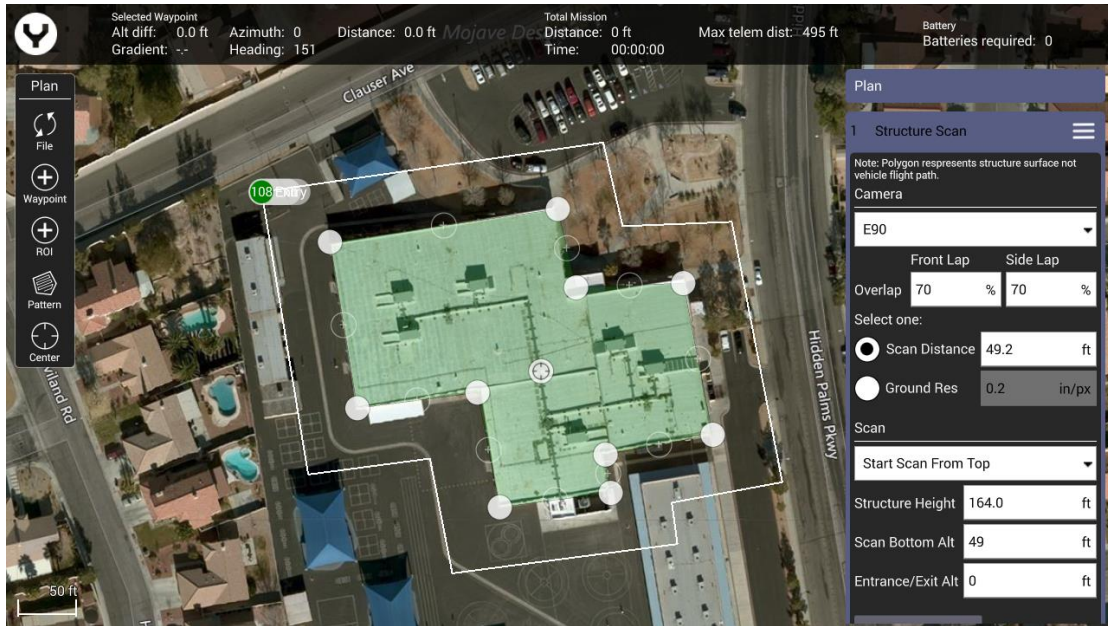 Selected Waypoint
Alt diff: 0.0 ft Azimuth: 0 Distance: 0.0 ft
Gradient: -.- Heading: 151
Mojave Des
Total Mission
Distance: 0 ft Max telem dist: 495 ft
Time: 00:00:00
Battery
Batteries required: 0
Plan
File
Waypoint
ROI
Pattern
Center
Clauser Ave
Hidden
108 Entry
Hidden Palms Pkwy
viland Rd
50 ft
H
Plan
1 Structure Scan
Note: Polygon respresents structure surface not
vehicle flight path.
Camera
E90
Front Lap Side Lap
Overlap 70 % 70 %
Select one:
Scan Distance 49.2 ft
Ground Res 0.2 in/px
Scan
Start Scan From Top
Structure Height 164.0 ft
Scan Bottom Alt 49 ft
Entrance/Exit Alt 0 ft